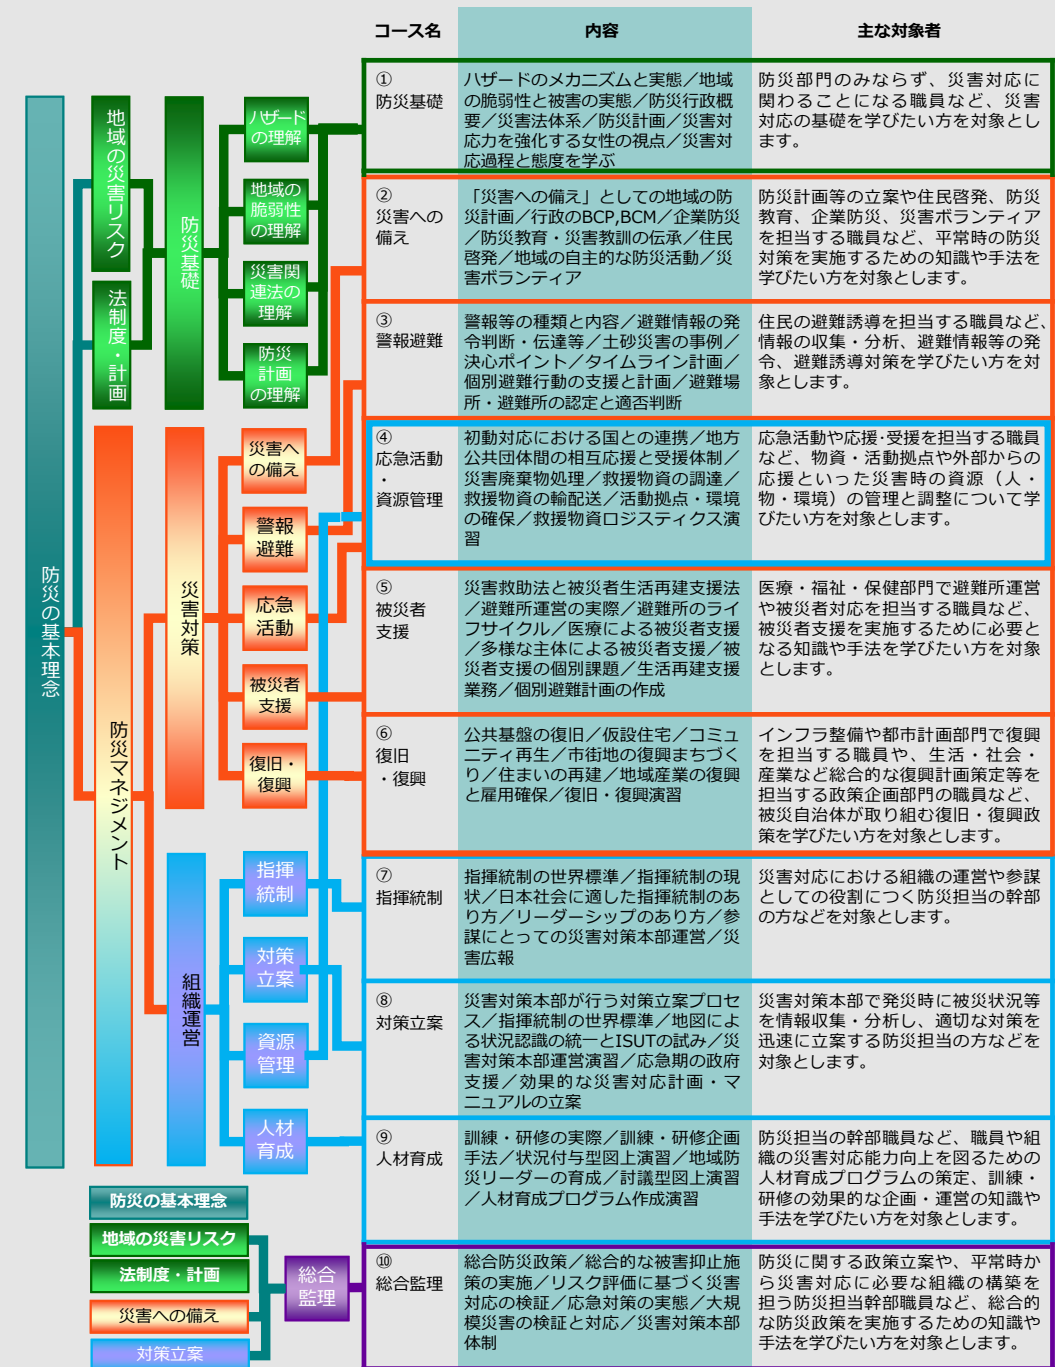 コース名
内容
主な対象者
防災の基本理念
地域の災害リスク
法制度・計画
防災マネジメント
防災基礎
災害対策
組織運営
ハザード
の理解
地域の
脆弱性
の理解
災害関
連法の
理解
防災
計画
の理解
災害へ
の備え
警報
避難
応急
活動
被災者
支援
復旧・
復興
指揮
統制
対策
立案
資源
管理
人材
育成
①
防災基礎
ハザードのメカニズムと実態／地域
の脆弱性と被害の実態／防災行政概
要／災害法体系／防災計画／災害対
応力を強化する女性の視点／災害対
応過程と態度を学ぶ
防災部門のみならず、災害対応に
関わることになる職員など、災害
対応の基礎を学びたい方を対象とし
ます。
②
災害への
備え
「災害への備え」としての地域の防
災計画／行政のBCP,BCM／企業防災
／防災教育・災害教訓の伝承／住民
啓発／地域の自主的な防災活動／災
害ボランティア
防災計画等の立案や住民啓発、防災
教育、企業防災、災害ボランティア
を担当する職員など、平常時の防災
対策を実施するための知識や手法を
学びたい方を対象とします。
③
警報避難
警報等の種類と内容／避難情報の発
令判断・伝達等／土砂災害の事例／
決心ポイント／タイムライン計画／
個別避難行動の支援と計画／避難場
所・避難所の認定と適否判断
住民の避難誘導を担当する職員など、
情報の収集・分析、避難情報等の発
令、避難誘導対策を学びたい方を対
象とします。
④
応急活動
・
資源管理
初動対応における国との連携／地方
公共団体間の相互応援と受援体制／
災害廃棄物処理／救援物資の調達／
救援物資の輸配送／活動拠点・環境
の確保／救援物資ロジスティクス演
習
応急活動や応援・受援を担当する職員
など、物資・活動拠点や外部からの
応援といった災害時の資源（人・
物・環境）の管理と調整について学
びたい方を対象とします。
⑤
被災者
支援
災害救助法と被災者生活再建支援法
／避難所運営の実際／避難所のライ
フサイクル／医療による被災者支援
／多様な主体による被災者支援／被
災者支援の個別課題／生活再建支援
業務／個別避難計画の作成
医療・福祉・保健部門で避難所運営
や被災者対応を担当する職員など、
被災者支援を実施するために必要と
なる知識や手法を学びたい方を対象
とします。
⑥
復旧
・復興
公共基盤の復旧／仮設住宅／コミュ
ニティ再生／市街地の復興まちづく
り／住まいの再建／地域産業の復興
と雇用確保／復旧・復興演習
インフラ整備や都市計画部門で復興
を担当する職員や、生活・社会・
産業など総合的な復興計画策定等を
担当する政策企画部門の職員など、
被災自治体が取り組む復旧・復興政
策を学びたい方を対象とします。
⑦
指揮統制
指揮統制の世界標準／指揮統制の現
状／日本社会に適した指揮統制のあ
り方／リーダーシップのあり方／参
謀にとっての災害対策本部運営／災
害広報
災害対応における組織の運営や参謀
としての役割につく防災担当の幹部
の方などを対象とします。
⑧
対策立案
災害対策本部が行う対策立案プロセ
ス／指揮統制の世界標準／地図によ
る状況認識の統一とISUTの試み／災
害対策本部運営演習／応急期の政府
支援／効果的な災害対応計画・マ
ニュアルの立案
災害対策本部で発災時に被災状況等
を情報収集・分析し、適切な対策を
迅速に立案する防災担当の方などを
対象とします。
⑨
人材育成
訓練・研修の実際／訓練・研修企画
手法／状況付与型図上演習／地域防
災リーダーの育成／討議型図上演習
／人材育成プログラム作成演習
防災担当の幹部職員など、職員や組
織の災害対応能力向上を図るための
人材育成プログラムの策定、訓練・
研修の効果的な企画・運営の知識や
手法を学びたい方を対象とします。
防災の基本理念
地域の災害リスク
法制度・計画
災害への備え
対策立案
総合
監理
⑩
総合監理
総合防災政策／総合的な被害抑止施
策の実施／リスク評価に基づく災害
対応の検証／応急対策の実態／大規
模災害の検証と対応／災害対策本部
体制
防災に関する政策立案や、平常時か
ら災害対応に必要な組織の構築を
担う防災担当幹部職員など、総合的
な防災政策を実施するための知識や
手法を学びたい方を対象とします。